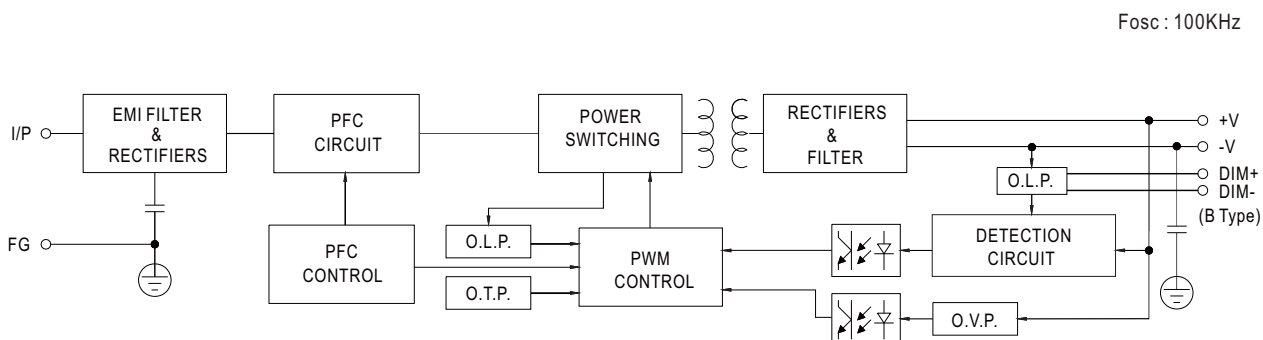 Fosc : 100KHz
I/P
EMI FILTER
&
RECTIFIERS
PFC
CIRCUIT
POWER
SWITCHING
RECTIFIERS
&
FILTER
+V
-V
DIM+
DIM-
(B Type)
O.L.P.
FG
PFC
CONTROL
O.L.P.
O.T.P.
PWM
CONTROL
DETECTION
CIRCUIT
O.V.P.